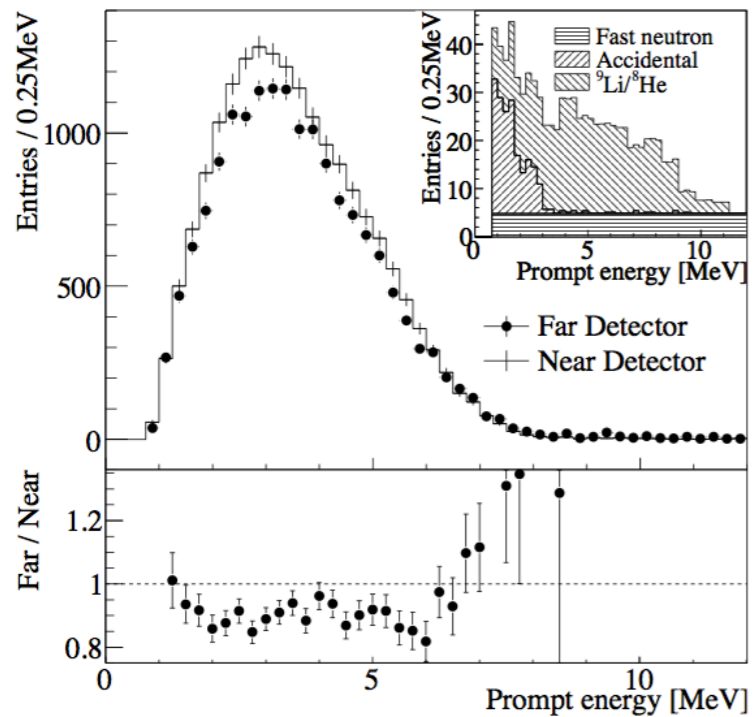 Entries / 0.25MeV
1000
500
0
Entries / 0.25MeV
40
30
20
10
0
0
5
10
Prompt energy [MeV]
Fast neutron
Accidental
⁹Li/⁸He
Far Detector
Near Detector
Far / Near
1.2
1
0.8
0
5
10
Prompt energy [MeV]